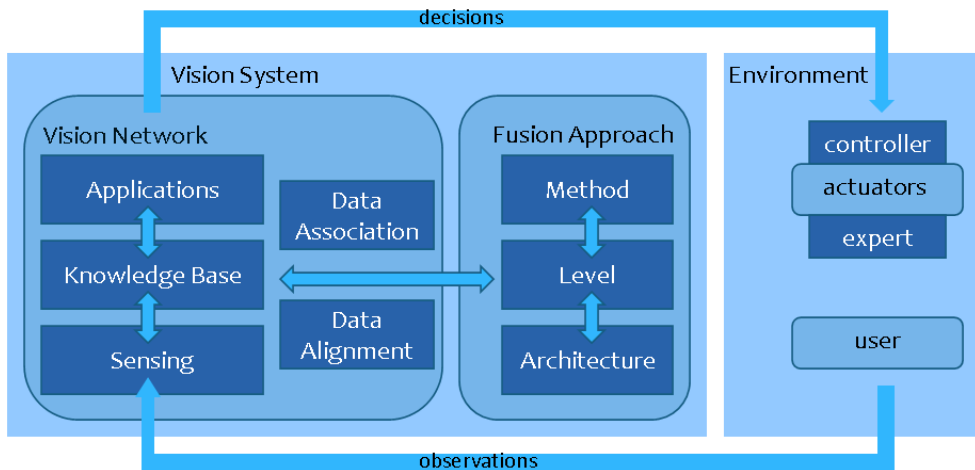 decisions
Vision System
Environment
Vision Network
Fusion Approach
Applications
Data
Association
Method
controller
actuators
expert
Knowledge Base
Level
Data
Alignment
Sensing
Architecture
user
observations